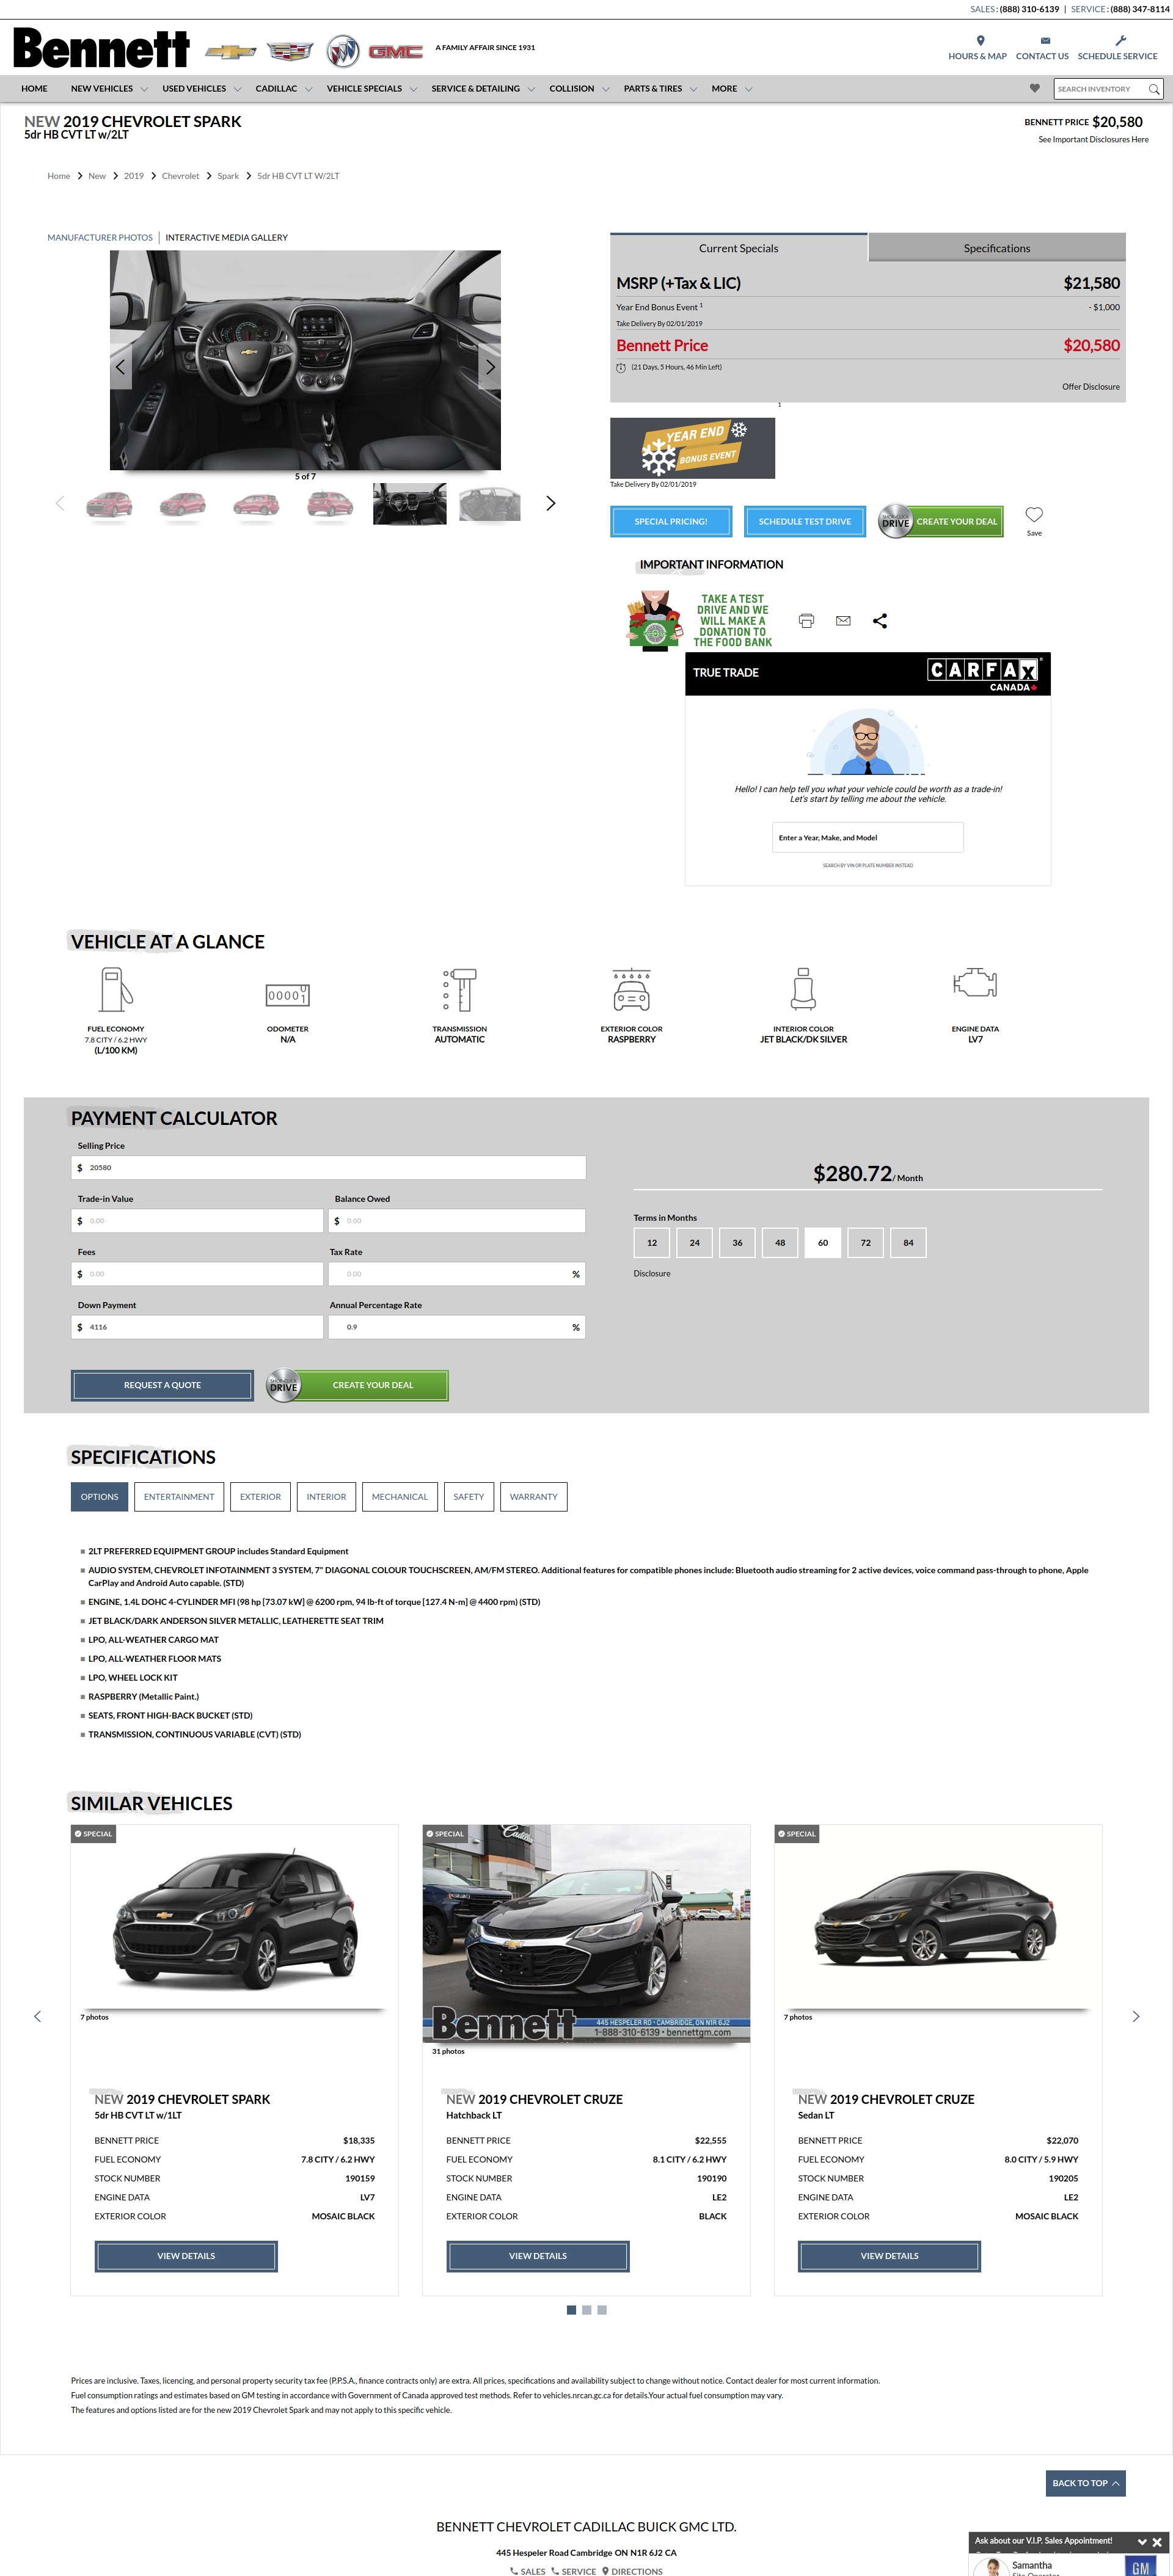 SALES: (888) 310-6139 | SERVICE: (888) 347-8114
Bennett
GMC
A FAMILY AFFAIR SINCE 1931
HOURS & MAP
CONTACT US
SCHEDULE SERVICE
HOME
NEW VEHICLES
USED VEHICLES
CADILLAC
VEHICLE SPECIALS
SERVICE & DETAILING
COLLISION
PARTS & TIRES
MORE
SEARCH INVENTORY
NEW 2019 CHEVROLET SPARK
5dr HB CVT LT w/2LT
BENNETT PRICE $20,580
See Important Disclosures Here
Home > New > 2019 > Chevrolet > Spark > 5dr HB CVT LT W/2LT
MANUFACTURER PHOTOS | INTERACTIVE MEDIA GALLERY
5 of 7
Current Specials
Specifications
MSRP (+Tax & LIC) $21,580
Year End Bonus Event 1 - $1,000
Take Delivery By 02/01/2019
Bennett Price $20,580
(21 Days, 5 Hours, 46 Min Left)
Offer Disclosure
1
YEAR END
BONUS EVENT
Take Delivery By 02/01/2019
SPECIAL PRICING!
SCHEDULE TEST DRIVE
DRIVE
CREATE YOUR DEAL
Save
IMPORTANT INFORMATION
TAKE A TEST
DRIVE AND WE
WILL MAKE A
DONATION TO
THE FOOD BANK
TRUE TRADE
CARFAX
CANADA
Hello! I can help tell you what your vehicle could be worth as a trade-in!
Let's start by telling me about the vehicle.
Enter a Year, Make, and Model
SEARCH BY VIN OR PLATE NUMBER INSTEAD
VEHICLE AT A GLANCE
00001
FUEL ECONOMY
7.8 CITY / 6.2 HWY
(L/100 KM)
ODOMETER
N/A
TRANSMISSION
AUTOMATIC
EXTERIOR COLOR
RASPBERRY
INTERIOR COLOR
JET BLACK/DK SILVER
ENGINE DATA
LV7
PAYMENT CALCULATOR
Selling Price
$ 20580
Trade-in Value
$ 0.00
Balance Owed
$ 0.00
Fees
$ 0.00
Tax Rate
0.00 %
Down Payment
$ 4116
Annual Percentage Rate
0.9 %
$280.72 / Month
Terms in Months
12 24 36 48 60 72 84
Disclosure
REQUEST A QUOTE
DRIVE
CREATE YOUR DEAL
SPECIFICATIONS
OPTIONS
ENTERTAINMENT
EXTERIOR
INTERIOR
MECHANICAL
SAFETY
WARRANTY
2LT PREFERRED EQUIPMENT GROUP includes Standard Equipment
AUDIO SYSTEM, CHEVROLET INFOTAINMENT 3 SYSTEM, 7" DIAGONAL COLOUR TOUCHSCREEN, AM/FM STEREO. Additional features for compatible phones include: Bluetooth audio streaming for 2 active devices, voice command pass-through to phone, Apple
CarPlay and Android Auto capable. (STD)
ENGINE, 1.4L DOHC 4-CYLINDER MFI (98 hp [73.07 kW] @ 6200 rpm, 94 lb-ft of torque [127.4 N-m] @ 4400 rpm) (STD)
JET BLACK/DARK ANDERSON SILVER METALLIC, LEATHERETTE SEAT TRIM
LPO, ALL-WEATHER CARGO MAT
LPO, ALL-WEATHER FLOOR MATS
LPO, WHEEL LOCK KIT
RASPBERRY (Metallic Paint.)
SEATS, FRONT HIGH-BACK BUCKET (STD)
TRANSMISSION, CONTINUOUS VARIABLE (CVT) (STD)
SIMILAR VEHICLES
SPECIAL
7 photos
NEW 2019 CHEVROLET SPARK
5dr HB CVT LT w/1LT
BENNETT PRICE $18,335
FUEL ECONOMY 7.8 CITY / 6.2 HWY
STOCK NUMBER 190159
ENGINE DATA LV7
EXTERIOR COLOR MOSAIC BLACK
VIEW DETAILS
SPECIAL
Cadillac
Bennett
445 HESPELER RD • CAMBRIDGE, ON N1R 6J2
1-888-310-6139 • bennettgm.com
31 photos
NEW 2019 CHEVROLET CRUZE
Hatchback LT
BENNETT PRICE $22,555
FUEL ECONOMY 8.1 CITY / 6.2 HWY
STOCK NUMBER 190190
ENGINE DATA LE2
EXTERIOR COLOR BLACK
VIEW DETAILS
SPECIAL
7 photos
NEW 2019 CHEVROLET CRUZE
Sedan LT
BENNETT PRICE $22,070
FUEL ECONOMY 8.0 CITY / 5.9 HWY
STOCK NUMBER 190205
ENGINE DATA LE2
EXTERIOR COLOR MOSAIC BLACK
VIEW DETAILS
Prices are inclusive. Taxes, licencing, and personal property security tax fee (P.P.S.A., finance contracts only) are extra. All prices, specifications and availability subject to change without notice. Contact dealer for most current information.
Fuel consumption ratings and estimates based on GM testing in accordance with Government of Canada approved test methods. Refer to vehicles.nrcan.gc.ca for details.Your actual fuel consumption may vary.
The features and options listed are for the new 2019 Chevrolet Spark and may not apply to this specific vehicle.
BACK TO TOP
BENNETT CHEVROLET CADILLAC BUICK GMC LTD.
445 Hespeler Road Cambridge ON N1R 6J2 CA
SALES SERVICE DIRECTIONS
Ask about our V.I.P. Sales Appointment!
Samantha
Site Operator
GM